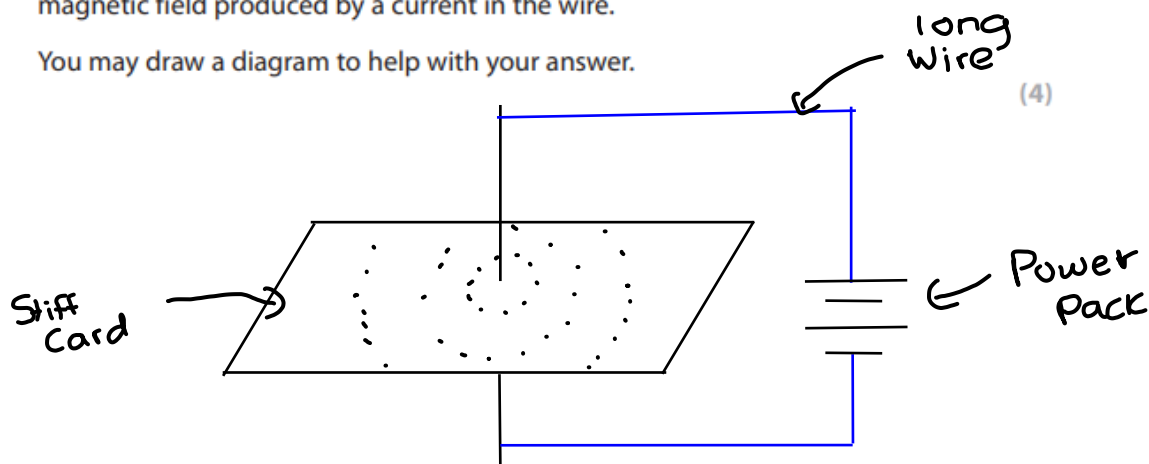 magnetic field produced by a current in the wire.
You may draw a diagram to help with your answer.
long
wire
(4)
Stiff
Card
Power
Pack